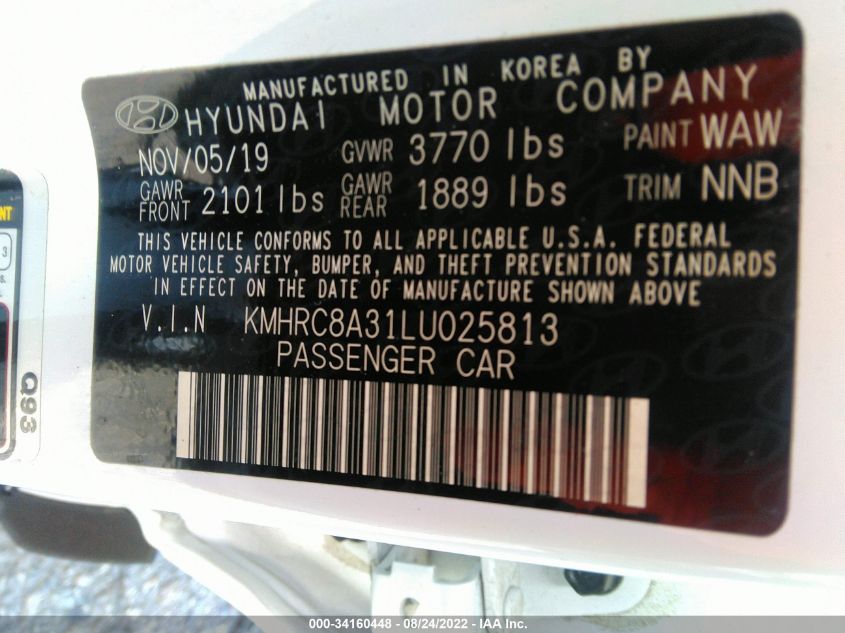 MANUFACTURED IN KOREA BY
HYUNDAI MOTOR COMPANY
NOV/05/19 GVWR 3770 lbs PAINT WAW
GAWR FRONT 2101 lbs GAWR REAR 1889 lbs TRIM NNB
THIS VEHICLE CONFORMS TO ALL APPLICABLE U.S.A. FEDERAL
MOTOR VEHICLE SAFETY, BUMPER, AND THEFT PREVENTION STANDARDS
IN EFFECT ON THE DATE OF MANUFACTURE SHOWN ABOVE
V.I.N KMHRC8A31LU025813
PASSENGER CAR
3
Q93
000-34160448 - 08/24/2022 - IAA Inc.